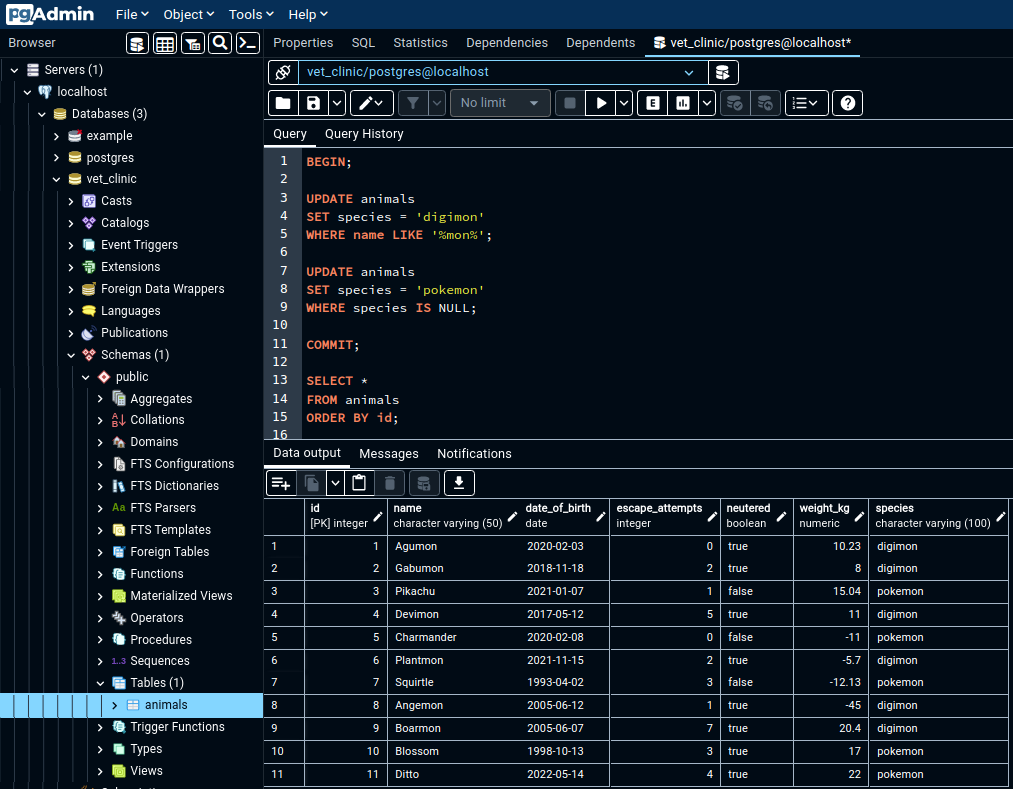 pgAdmin File Object Tools Help
Browser Properties SQL Statistics Dependencies Dependents vet_clinic/postgres@localhost*
Servers (1)
localhost
Databases (3)
example
postgres
vet_clinic
Casts
Catalogs
Event Triggers
Extensions
Foreign Data Wrappers
Languages
Publications
Schemas (1)
public
Aggregates
Collations
Domains
FTS Configurations
FTS Dictionaries
FTS Parsers
FTS Templates
Foreign Tables
Functions
Materialized Views
Operators
Procedures
1..3 Sequences
Tables (1)
animals
Trigger Functions
Types
Views
vet_clinic/postgres@localhost
No limit
Query Query History
1 BEGIN;
2
3 UPDATE animals
4 SET species = 'digimon'
5 WHERE name LIKE '%mon%';
6
7 UPDATE animals
8 SET species = 'pokemon'
9 WHERE species IS NULL;
10
11 COMMIT;
12
13 SELECT *
14 FROM animals
15 ORDER BY id;
16
Data output Messages Notifications
id name date_of_birth escape_attempts neutered weight_kg species
[PK] integer character varying (50) date integer boolean numeric character varying (100)
1 1 Agumon 2020-02-03 0 true 10.23 digimon
2 2 Gabumon 2018-11-18 2 true 8 digimon
3 3 Pikachu 2021-01-07 1 false 15.04 pokemon
4 4 Devimon 2017-05-12 5 true 11 digimon
5 5 Charmander 2020-02-08 0 false -11 pokemon
6 6 Plantmon 2021-11-15 2 true -5.7 digimon
7 7 Squirtle 1993-04-02 3 false -12.13 pokemon
8 8 Angemon 2005-06-12 1 true -45 digimon
9 9 Boarmon 2005-06-07 7 true 20.4 digimon
10 10 Blossom 1998-10-13 3 true 17 pokemon
11 11 Ditto 2022-05-14 4 true 22 pokemon